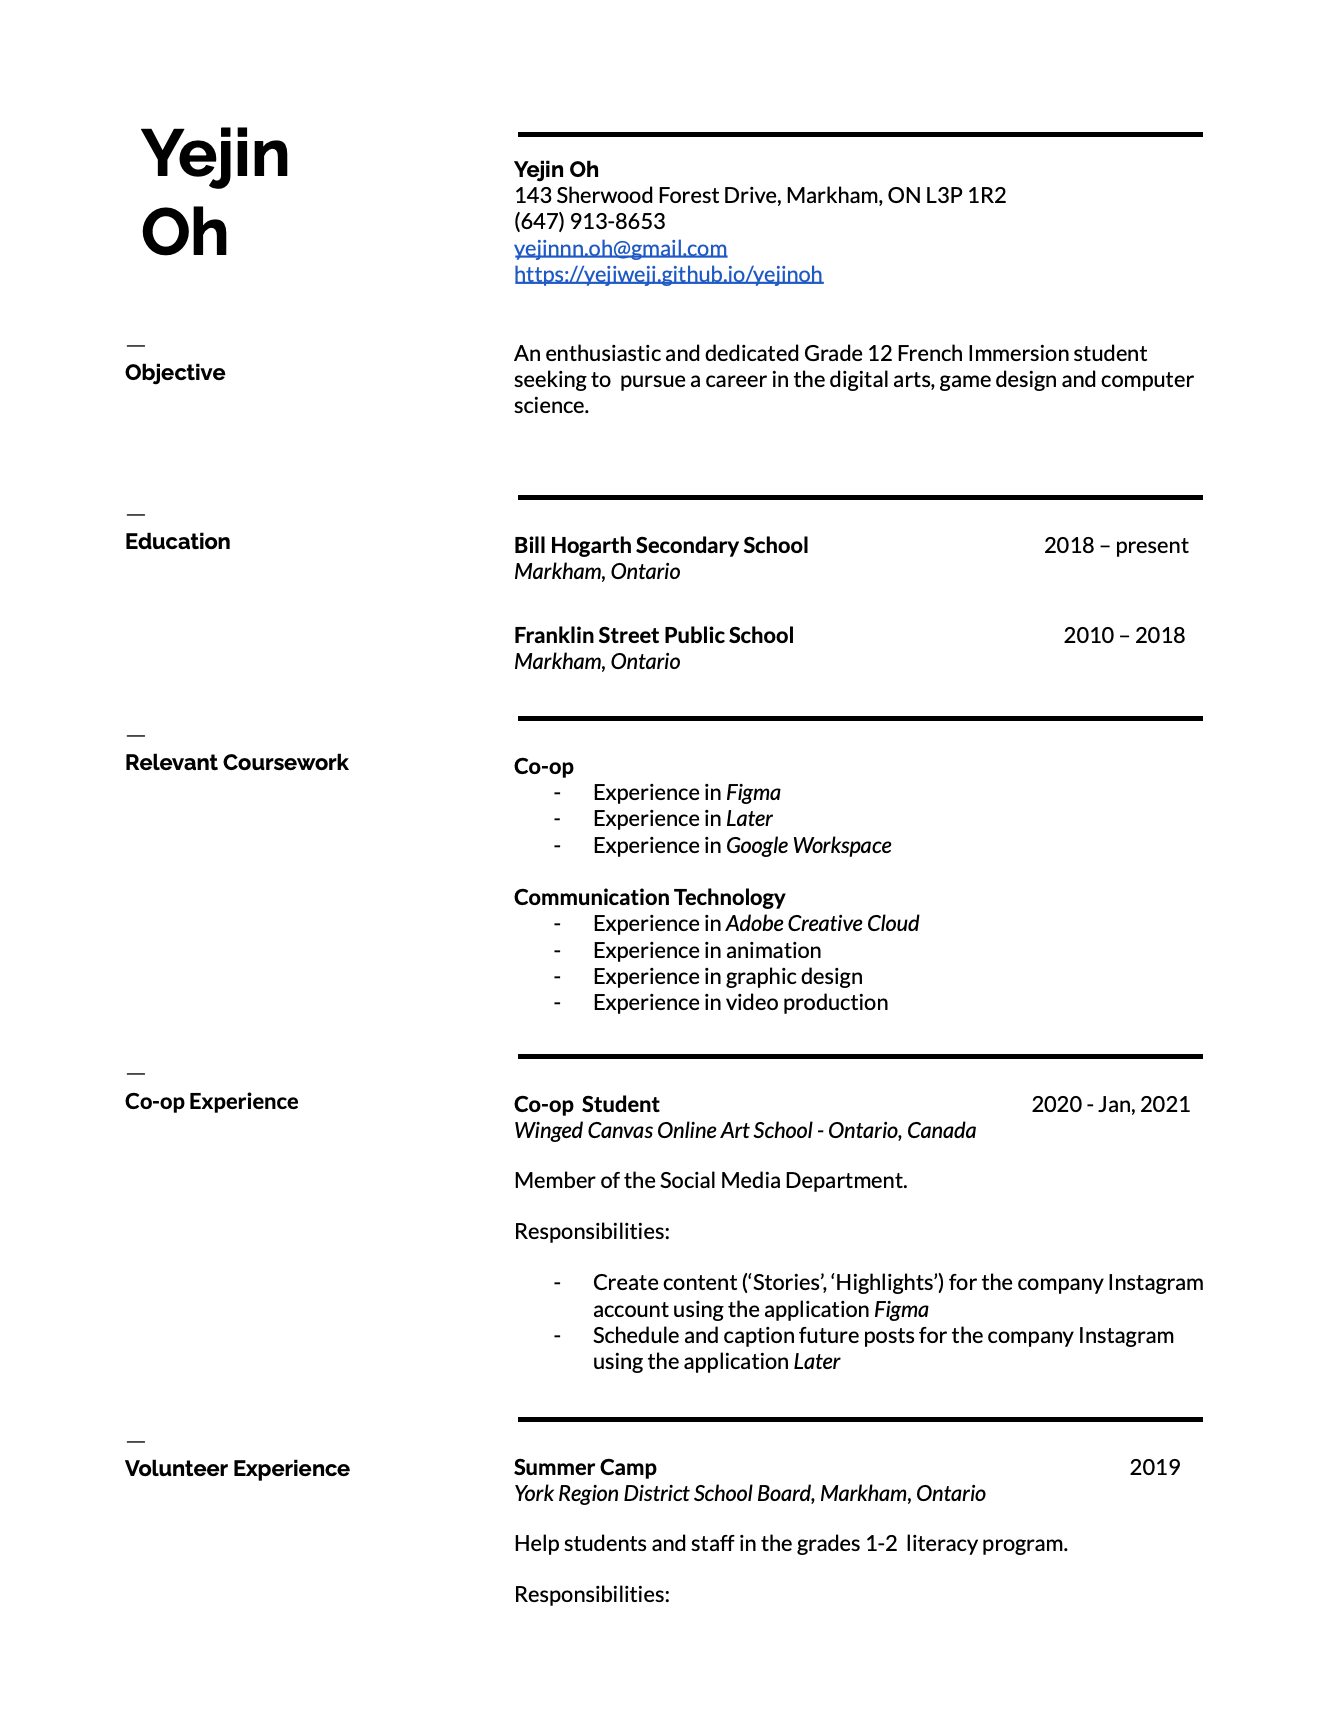 Yejin
Oh
Yejin Oh
143 Sherwood Forest Drive, Markham, ON L3P 1R2
(647) 913-8653
yejinnn.oh@gmail.com
https://yejiweji.github.io/yejinoh
—
Objective
An enthusiastic and dedicated Grade 12 French Immersion student
seeking to  pursue a career in the digital arts, game design and computer
science.
—
Education
Bill Hogarth Secondary School 2018 – present
Markham, Ontario
Franklin Street Public School 2010 – 2018
Markham, Ontario
—
Relevant Coursework
Co-op
- Experience in Figma
- Experience in Later
- Experience in Google Workspace
Communication Technology
- Experience in Adobe Creative Cloud
- Experience in animation
- Experience in graphic design
- Experience in video production
—
Co-op Experience
Co-op  Student 2020 - Jan, 2021
Winged Canvas Online Art School - Ontario, Canada
Member of the Social Media Department.
Responsibilities:
- Create content (‘Stories’, ‘Highlights’) for the company Instagram
account using the application Figma
- Schedule and caption future posts for the company Instagram
using the application Later
—
Volunteer Experience
Summer Camp 2019
York Region District School Board, Markham, Ontario
Help students and staff in the grades 1-2  literacy program.
Responsibilities: